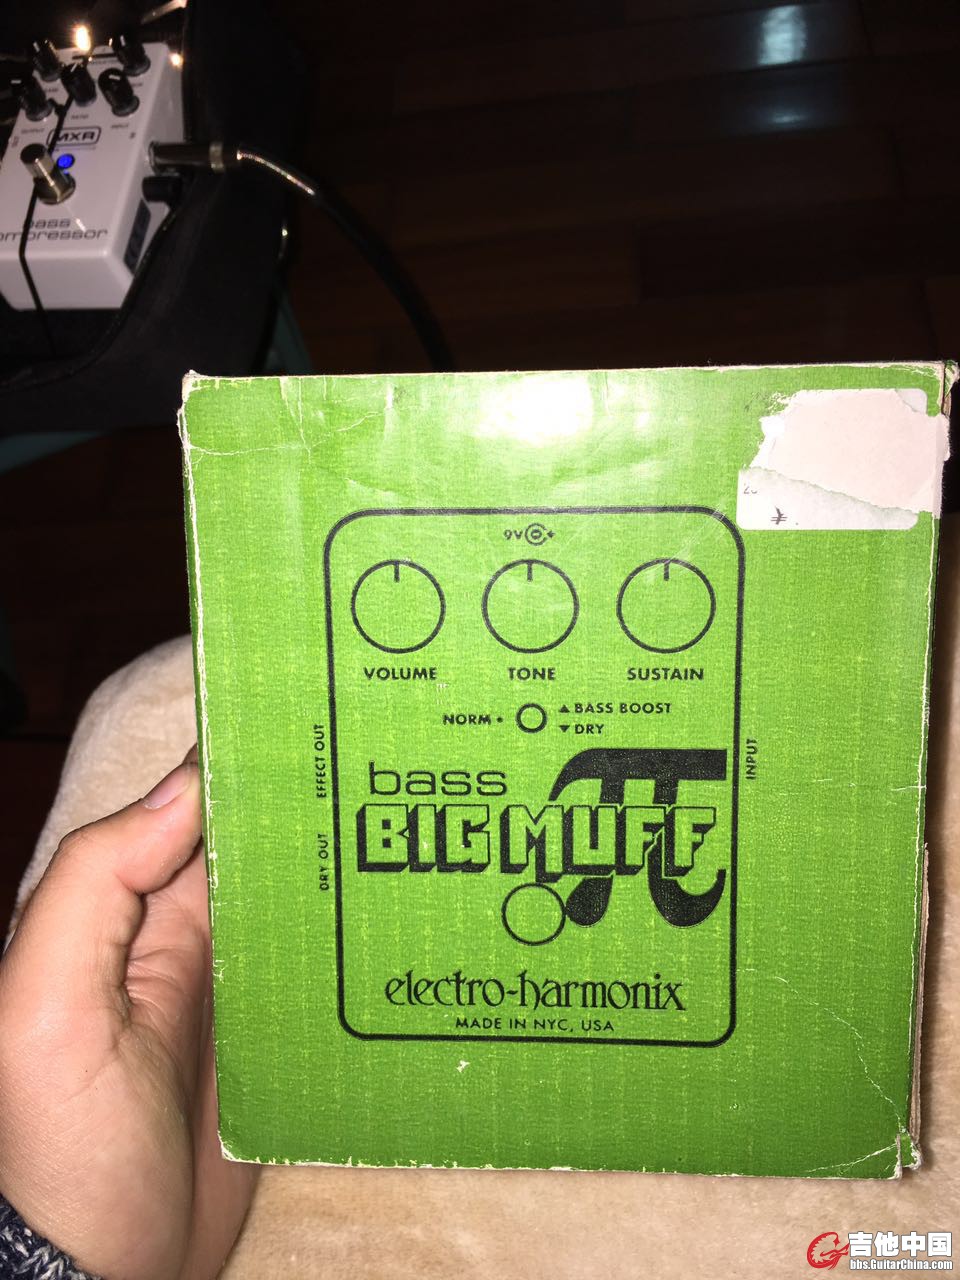 MXR
bass
compressor
¥
9V
VOLUME
TONE
SUSTAIN
NORM
BASS BOOST
DRY
EFFECT OUT
DRY OUT
INPUT
bass
BIG MUFF π
electro-harmonix
MADE IN NYC, USA
吉他中国
bbs.GuitarChina.com